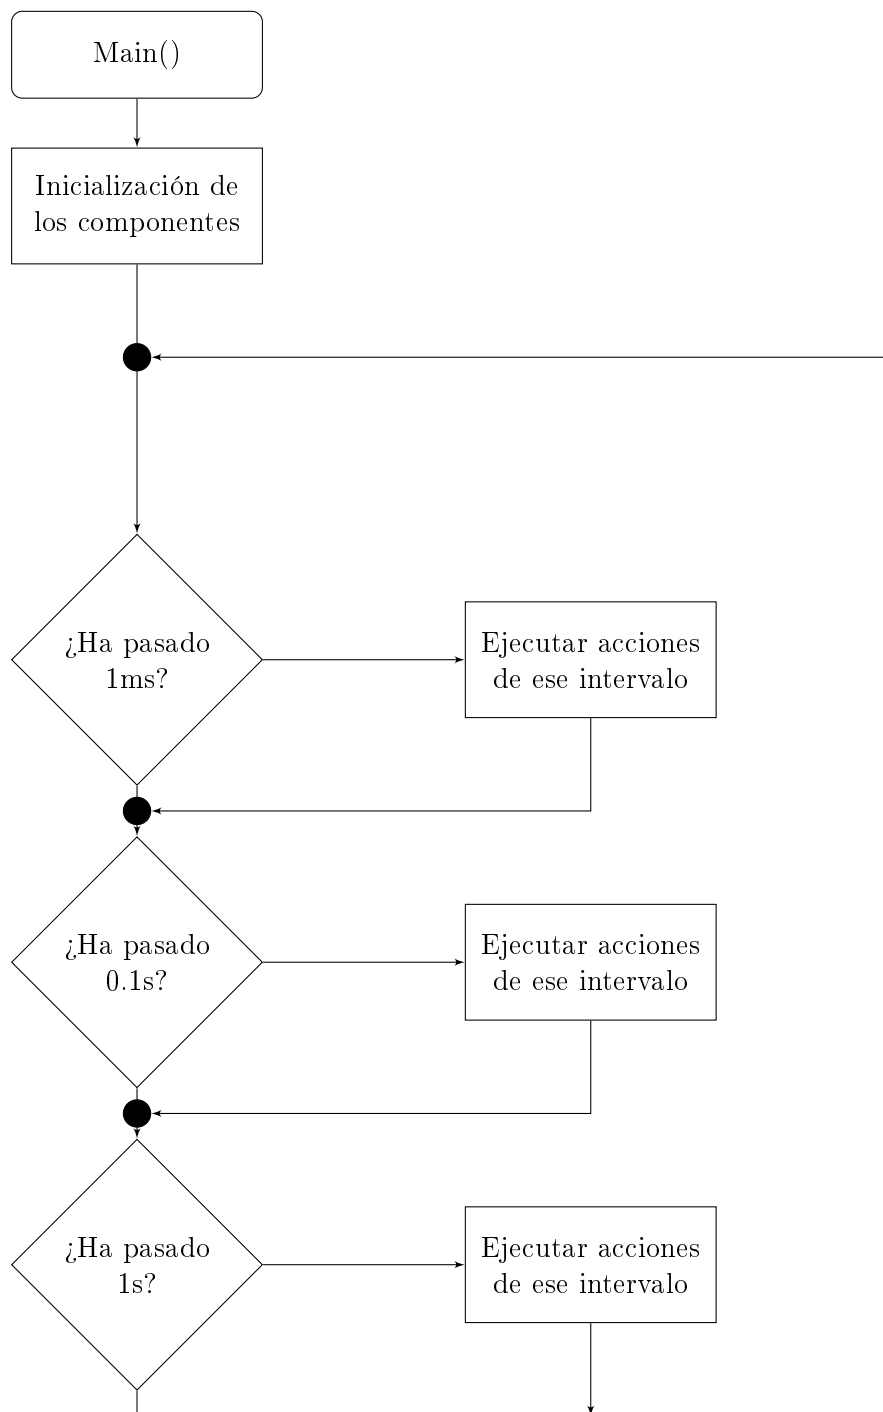 Main()
Inicialización de
los componentes
¿Ha pasado
1ms?
Ejecutar acciones
de ese intervalo
¿Ha pasado
0.1s?
Ejecutar acciones
de ese intervalo
¿Ha pasado
1s?
Ejecutar acciones
de ese intervalo